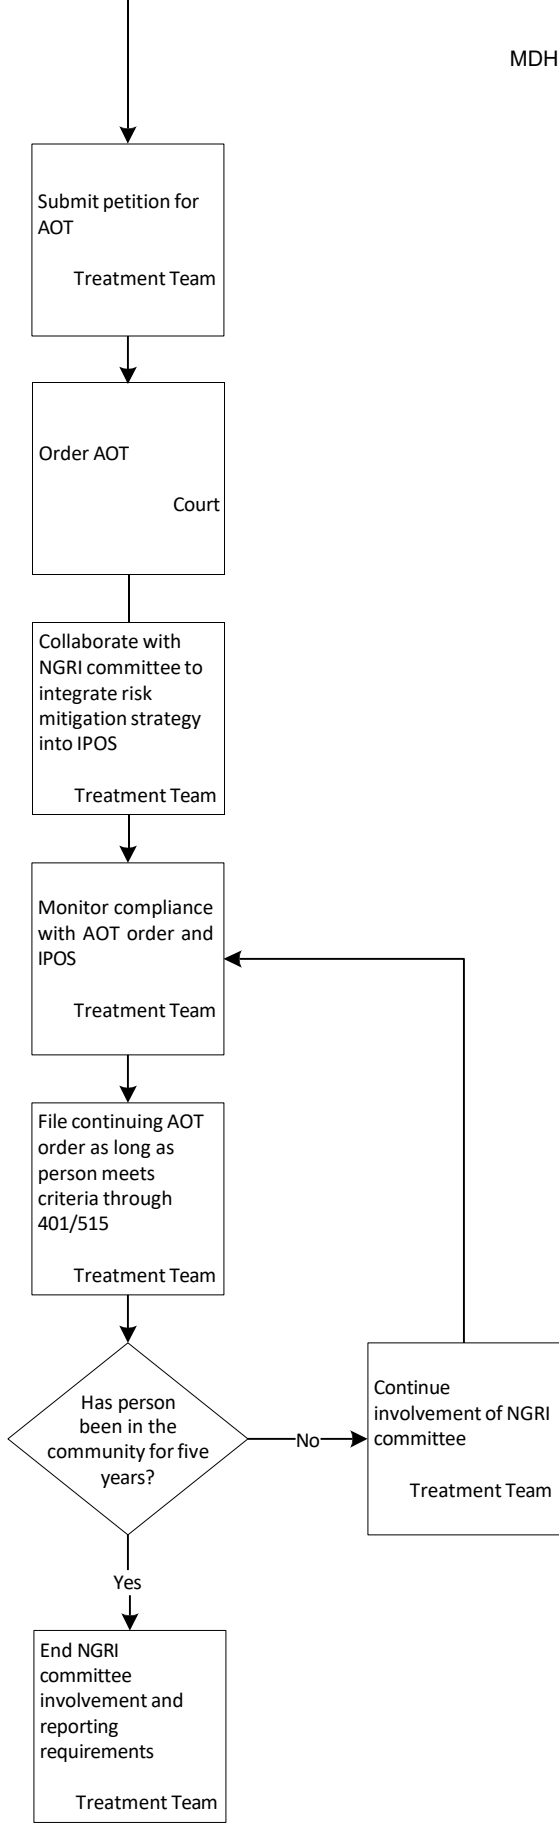 MDH
Submit petition for
AOT
Treatment Team
Order AOT
Court
Collaborate with
NGRI committee to
integrate risk
mitigation strategy
into IPOS
Treatment Team
Monitor compliance
with AOT order and
IPOS
Treatment Team
File continuing AOT
order as long as
person meets
criteria through
401/515
Treatment Team
Has person
been in the
community for five
years?
No
Continue
involvement of NGRI
committee
Treatment Team
Yes
End NGRI
committee
involvement and
reporting
requirements
Treatment Team